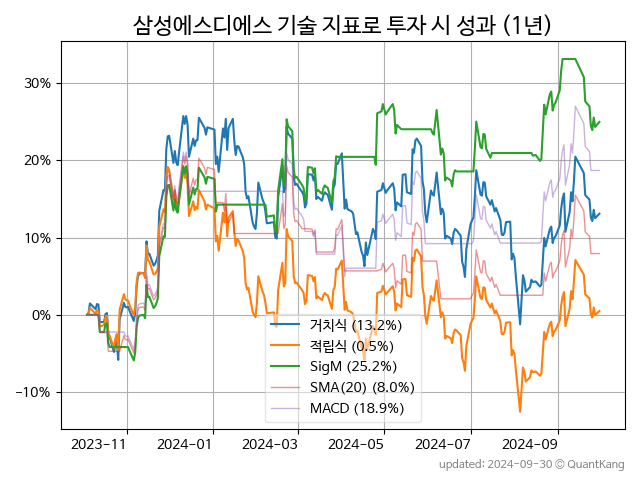 삼성에스디에스 기술 지표로 투자 시 성과 (1년)
30%
20%
10%
0%
−10%
거치식 (13.2%)
적립식 (0.5%)
SigM (25.2%)
SMA(20) (8.0%)
MACD (18.9%)
2023-11 2024-01 2024-03 2024-05 2024-07 2024-09
updated: 2024-09-30 © QuantKang